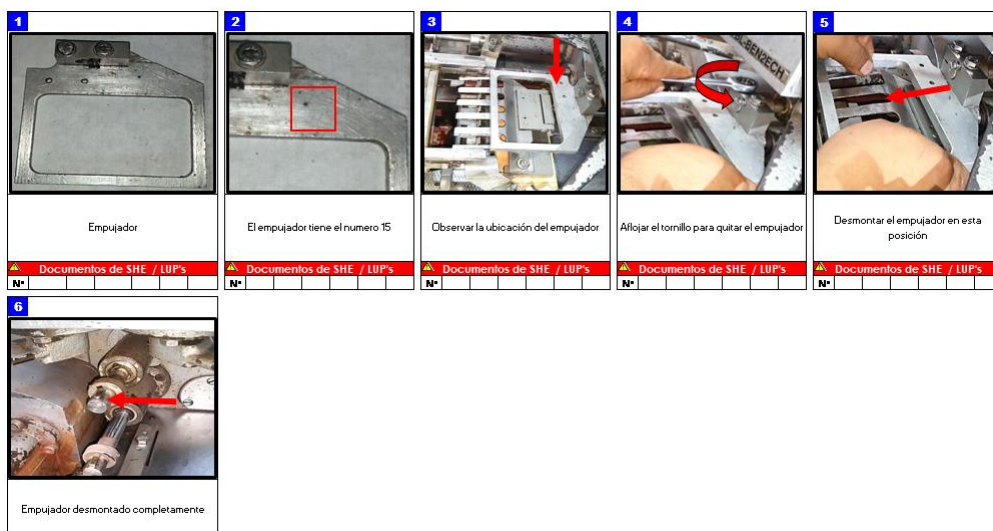 1
2
3
4
5
Empujador
El empujador tiene el numero 15
Observar la ubicación del empujador
Aflojar el tornillo para quitar el empujador
Desmontar el empujador en esta
posición
Documentos de SHE / LUP's
Documentos de SHE / LUP's
Documentos de SHE / LUP's
Documentos de SHE / LUP's
Documentos de SHE / LUP's
N°
N°
N°
N°
N°
6
Empujador desmontado completamente